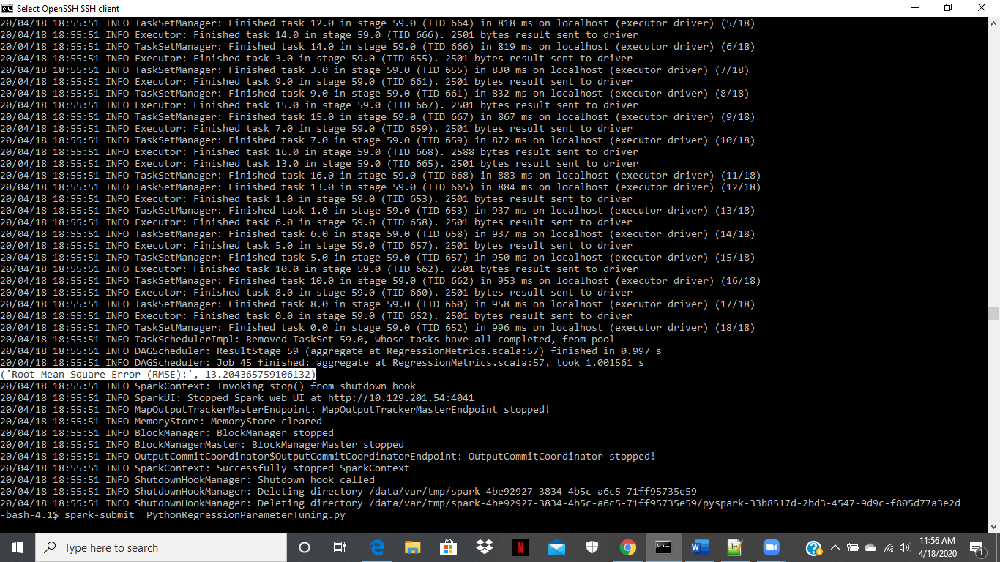 Select OpenSSH SSH client
20/04/18 18:55:51 INFO TaskSetManager: Finished task 12.0 in stage 59.0 (TID 664) in 818 ms on localhost (executor driver) (5/18)
20/04/18 18:55:51 INFO Executor: Finished task 14.0 in stage 59.0 (TID 666). 2501 bytes result sent to driver
20/04/18 18:55:51 INFO TaskSetManager: Finished task 14.0 in stage 59.0 (TID 666) in 819 ms on localhost (executor driver) (6/18)
20/04/18 18:55:51 INFO Executor: Finished task 3.0 in stage 59.0 (TID 655). 2501 bytes result sent to driver
20/04/18 18:55:51 INFO TaskSetManager: Finished task 3.0 in stage 59.0 (TID 655) in 830 ms on localhost (executor driver) (7/18)
20/04/18 18:55:51 INFO Executor: Finished task 9.0 in stage 59.0 (TID 661). 2501 bytes result sent to driver
20/04/18 18:55:51 INFO TaskSetManager: Finished task 9.0 in stage 59.0 (TID 661) in 832 ms on localhost (executor driver) (8/18)
20/04/18 18:55:51 INFO Executor: Finished task 15.0 in stage 59.0 (TID 667). 2501 bytes result sent to driver
20/04/18 18:55:51 INFO TaskSetManager: Finished task 15.0 in stage 59.0 (TID 667) in 867 ms on localhost (executor driver) (9/18)
20/04/18 18:55:51 INFO Executor: Finished task 7.0 in stage 59.0 (TID 659). 2501 bytes result sent to driver
20/04/18 18:55:51 INFO TaskSetManager: Finished task 7.0 in stage 59.0 (TID 659) in 872 ms on localhost (executor driver) (10/18)
20/04/18 18:55:51 INFO Executor: Finished task 16.0 in stage 59.0 (TID 668). 2588 bytes result sent to driver
20/04/18 18:55:51 INFO Executor: Finished task 13.0 in stage 59.0 (TID 665). 2501 bytes result sent to driver
20/04/18 18:55:51 INFO TaskSetManager: Finished task 16.0 in stage 59.0 (TID 668) in 883 ms on localhost (executor driver) (11/18)
20/04/18 18:55:51 INFO TaskSetManager: Finished task 13.0 in stage 59.0 (TID 665) in 884 ms on localhost (executor driver) (12/18)
20/04/18 18:55:51 INFO Executor: Finished task 1.0 in stage 59.0 (TID 653). 2501 bytes result sent to driver
20/04/18 18:55:51 INFO TaskSetManager: Finished task 1.0 in stage 59.0 (TID 653) in 937 ms on localhost (executor driver) (13/18)
20/04/18 18:55:51 INFO Executor: Finished task 6.0 in stage 59.0 (TID 658). 2501 bytes result sent to driver
20/04/18 18:55:51 INFO TaskSetManager: Finished task 6.0 in stage 59.0 (TID 658) in 937 ms on localhost (executor driver) (14/18)
20/04/18 18:55:51 INFO Executor: Finished task 5.0 in stage 59.0 (TID 657). 2501 bytes result sent to driver
20/04/18 18:55:51 INFO TaskSetManager: Finished task 5.0 in stage 59.0 (TID 657) in 950 ms on localhost (executor driver) (15/18)
20/04/18 18:55:51 INFO Executor: Finished task 10.0 in stage 59.0 (TID 662). 2501 bytes result sent to driver
20/04/18 18:55:51 INFO TaskSetManager: Finished task 10.0 in stage 59.0 (TID 662) in 953 ms on localhost (executor driver) (16/18)
20/04/18 18:55:51 INFO Executor: Finished task 8.0 in stage 59.0 (TID 660). 2501 bytes result sent to driver
20/04/18 18:55:51 INFO TaskSetManager: Finished task 8.0 in stage 59.0 (TID 660) in 958 ms on localhost (executor driver) (17/18)
20/04/18 18:55:51 INFO Executor: Finished task 0.0 in stage 59.0 (TID 652). 2501 bytes result sent to driver
20/04/18 18:55:51 INFO TaskSetManager: Finished task 0.0 in stage 59.0 (TID 652) in 996 ms on localhost (executor driver) (18/18)
20/04/18 18:55:51 INFO TaskSchedulerImpl: Removed TaskSet 59.0, whose tasks have all completed, from pool
20/04/18 18:55:51 INFO DAGScheduler: ResultStage 59 (aggregate at RegressionMetrics.scala:57) finished in 0.997 s
20/04/18 18:55:51 INFO DAGScheduler: Job 45 finished: aggregate at RegressionMetrics.scala:57, took 1.001561 s
('Root Mean Square Error (RMSE):', 13.204365759106132)
20/04/18 18:55:51 INFO SparkContext: Invoking stop() from shutdown hook
20/04/18 18:55:51 INFO SparkUI: Stopped Spark web UI at http://10.129.201.54:4041
20/04/18 18:55:51 INFO MapOutputTrackerMasterEndpoint: MapOutputTrackerMasterEndpoint stopped!
20/04/18 18:55:51 INFO MemoryStore: MemoryStore cleared
20/04/18 18:55:51 INFO BlockManager: BlockManager stopped
20/04/18 18:55:51 INFO BlockManagerMaster: BlockManagerMaster stopped
20/04/18 18:55:51 INFO OutputCommitCoordinator$OutputCommitCoordinatorEndpoint: OutputCommitCoordinator stopped!
20/04/18 18:55:51 INFO SparkContext: Successfully stopped SparkContext
20/04/18 18:55:51 INFO ShutdownHookManager: Shutdown hook called
20/04/18 18:55:51 INFO ShutdownHookManager: Deleting directory /data/var/tmp/spark-4be92927-3834-4b5c-a6c5-71ff95735e59
20/04/18 18:55:51 INFO ShutdownHookManager: Deleting directory /data/var/tmp/spark-4be92927-3834-4b5c-a6c5-71ff95735e59/pyspark-33b8517d-2bd3-4547-9d9c-f805d77a3e2d
-bash-4.1$ spark-submit  PythonRegressionParameterTuning.py
Type here to search
11:56 AM
4/18/2020